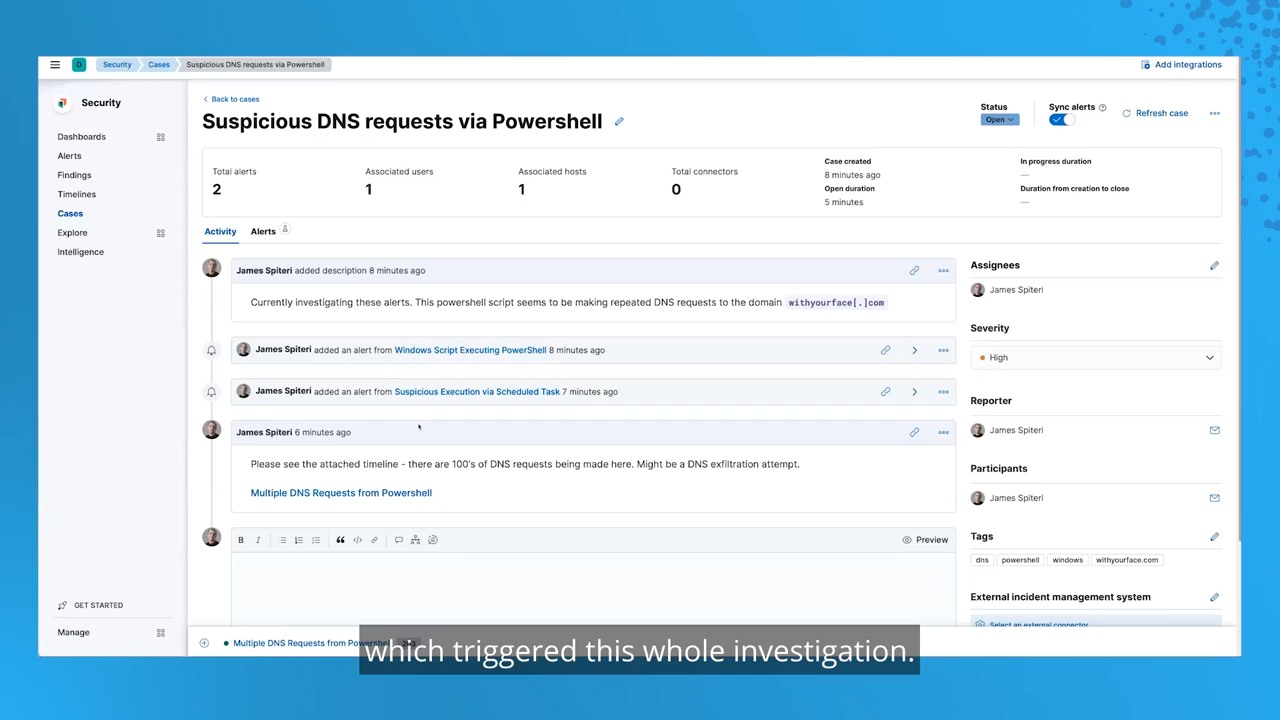 D
Security
Cases
Suspicious DNS requests via Powershell
Add integrations
Security
Dashboards
Alerts
Findings
Timelines
Cases
Explore
Intelligence
GET STARTED
Manage
Back to cases
Suspicious DNS requests via Powershell
Status
Open
Sync alerts
Refresh case
Total alerts
2
Associated users
1
Associated hosts
1
Total connectors
0
Case created
8 minutes ago
Open duration
5 minutes
In progress duration
—
Duration from creation to close
—
Activity
Alerts
James Spiteri added description 8 minutes ago
Currently investigating these alerts. This powershell script seems to be making repeated DNS requests to the domain withyourface[.]com
James Spiteri added an alert from Windows Script Executing PowerShell 8 minutes ago
James Spiteri added an alert from Suspicious Execution via Scheduled Task 7 minutes ago
James Spiteri 6 minutes ago
Please see the attached timeline - there are 100's of DNS requests being made here. Might be a DNS exfiltration attempt.
Multiple DNS Requests from Powershell
B I
Preview
Assignees
James Spiteri
Severity
High
Reporter
James Spiteri
Participants
James Spiteri
Tags
dns powershell windows withyourface.com
External incident management system
Select an external connector
Multiple DNS Requests from Powershell
which triggered this whole investigation.